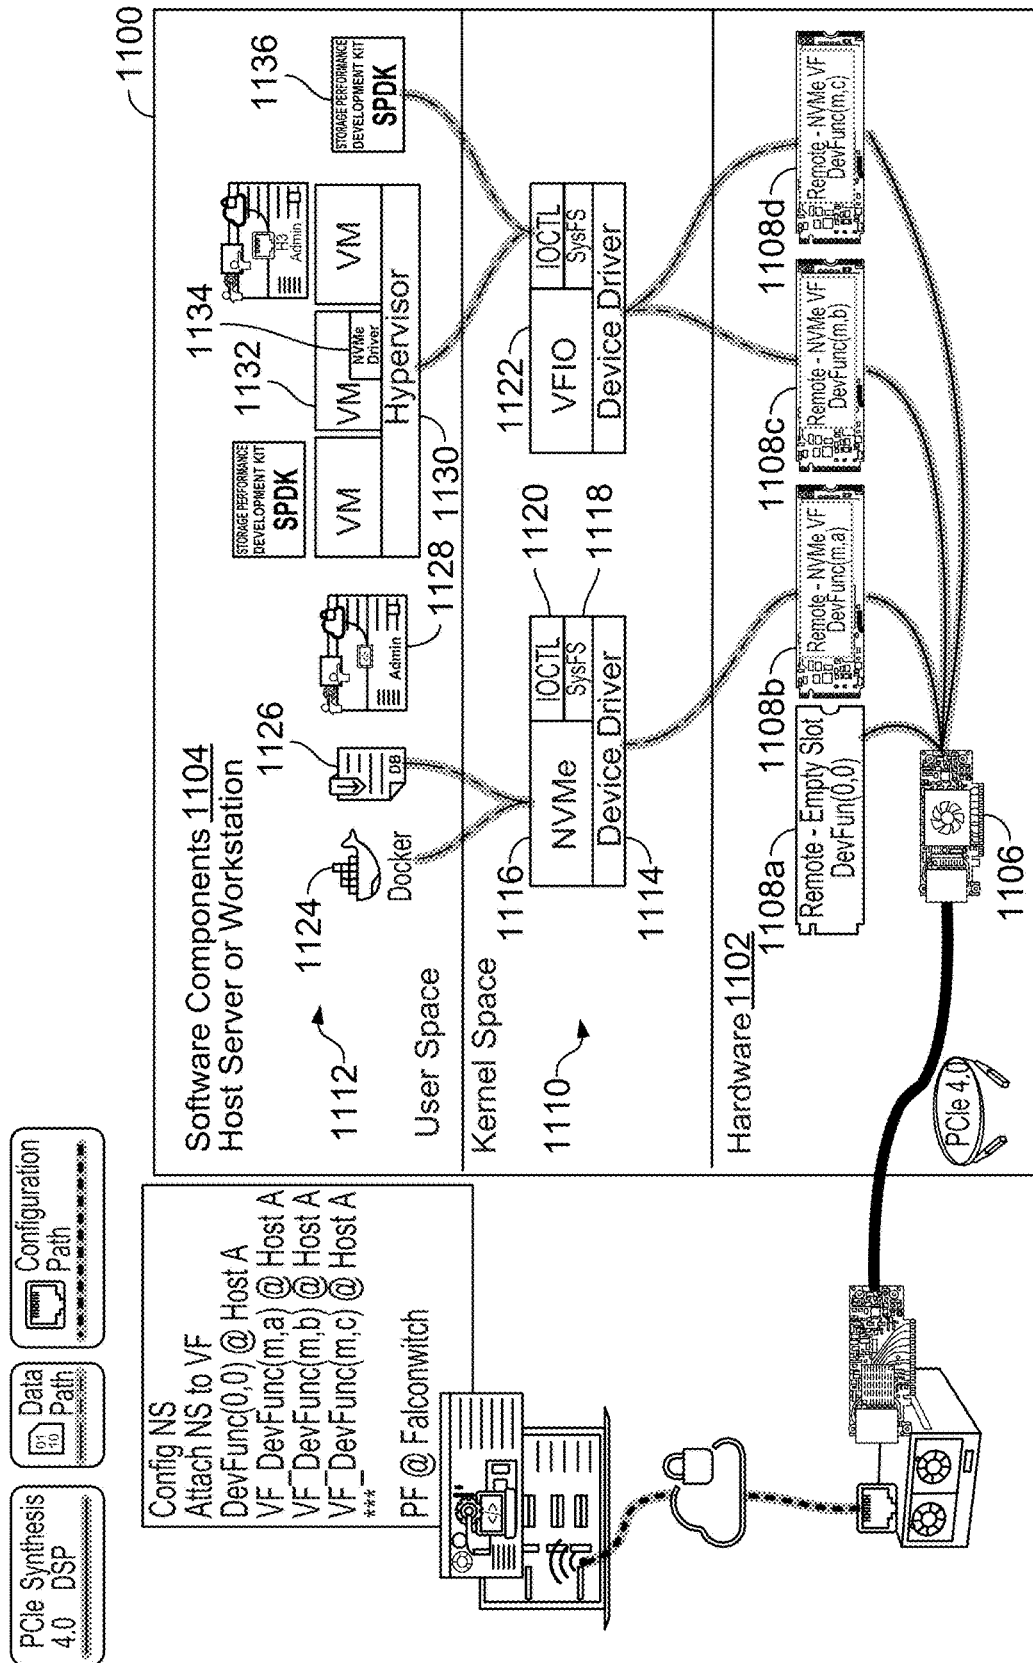 PCIe Synthesis
4.0 DSP
01
10
Data
Path
Configuration
Path
Config NS
Attach NS to VF
DevFunc(0,0) @ Host A
VF_DevFunc(m,a) @ Host A
VF_DevFunc(m,b) @ Host A
VF_DevFunc(m,c) @ Host A
***
PF @ Falconwitch
</>
1100
Software Components 1104
Host Server or Workstation
1112
User Space
1124
Docker
1126
DB
1128
Admin
STORAGE PERFORMANCE
DEVELOPMENT KIT
SPDK
VM
VM
NVMe
Driver
VM
Hypervisor
1130
1132
1134
H3
Admin
STORAGE PERFORMANCE
DEVELOPMENT KIT
SPDK
1136
Kernel Space
1110
1116
NVMe
IOCTL
SysFS
Device Driver
1114
1120
1118
1122
VFIO
IOCTL
SysFS
Device Driver
Hardware 1102
PCIe 4.0
1108a
Remote - Empty Slot
DevFun(0,0)
1108b
Remote - NVMe VF
DevFunc(m,a)
1108c
Remote - NVMe VF
DevFunc(m,b)
1108d
Remote - NVMe VF
DevFunc(m,c)
1106